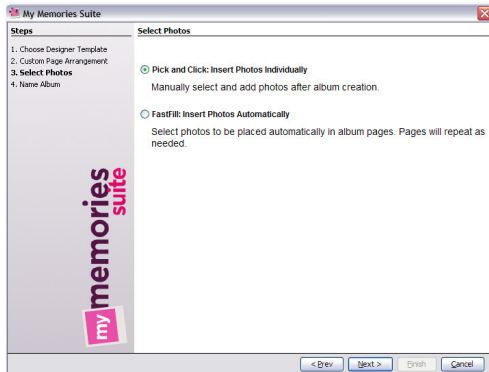 My Memories Suite
Steps
1. Choose Designer Template
2. Custom Page Arrangement
3. Select Photos
4. Name Album
Select Photos
Pick and Click: Insert Photos Individually
Manually select and add photos after album creation.
FastFill: Insert Photos Automatically
Select photos to be placed automatically in album pages. Pages will repeat as
needed.
my memories
suite
< Prev
Next >
Finish
Cancel